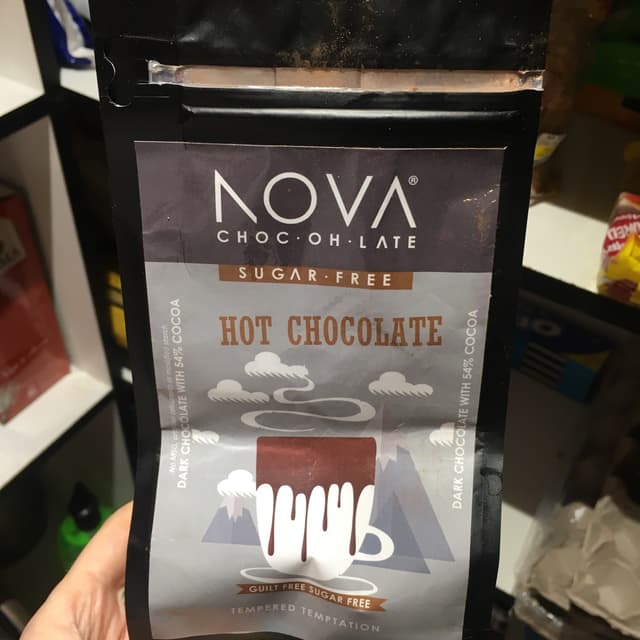 NOVA®
CHOC·OH·LATE
SUGAR·FREE
HOT CHOCOLATE
DARK CHOCOLATE WITH 54% COCOA
DARK CHOCOLATE WITH 54% COCOA
GUILT FREE SUGAR FREE
TEMPERED TEMPTATION